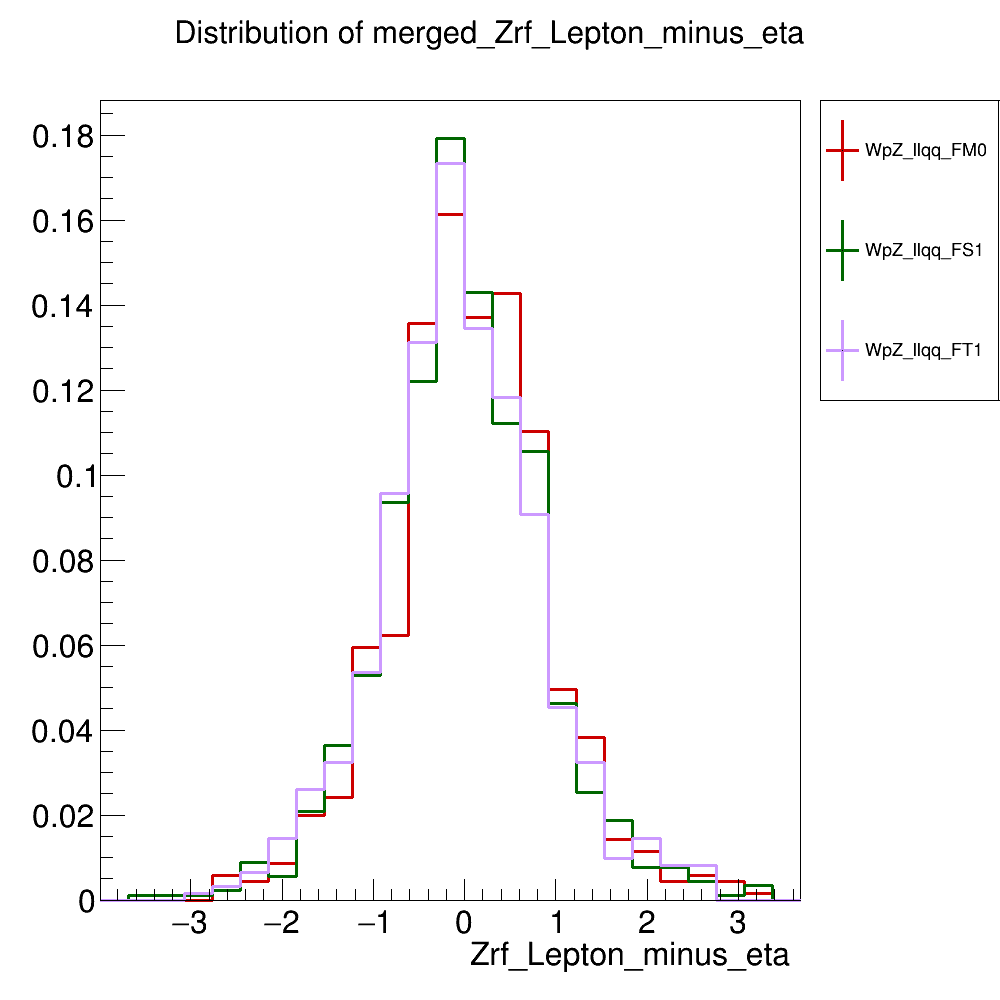 Distribution of merged_Zrf_Lepton_minus_eta
WpZ_llqq_FM0
WpZ_llqq_FS1
WpZ_llqq_FT1
0.18
0.16
0.14
0.12
0.1
0.08
0.06
0.04
0.02
0
−3 −2 −1 0 1 2 3
Zrf_Lepton_minus_eta